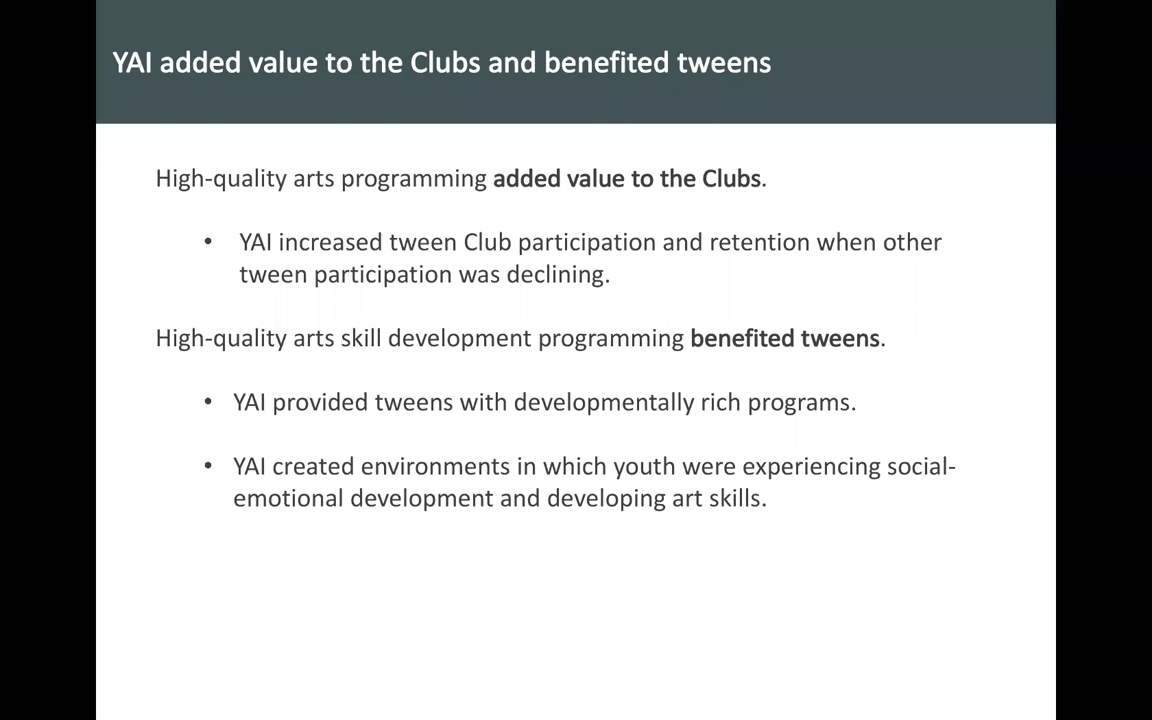 YAI added value to the Clubs and benefited tweens
High-quality arts programming added value to the Clubs.
• YAI increased tween Club participation and retention when other
tween participation was declining.
High-quality arts skill development programming benefited tweens.
• YAI provided tweens with developmentally rich programs.
• YAI created environments in which youth were experiencing social-
emotional development and developing art skills.